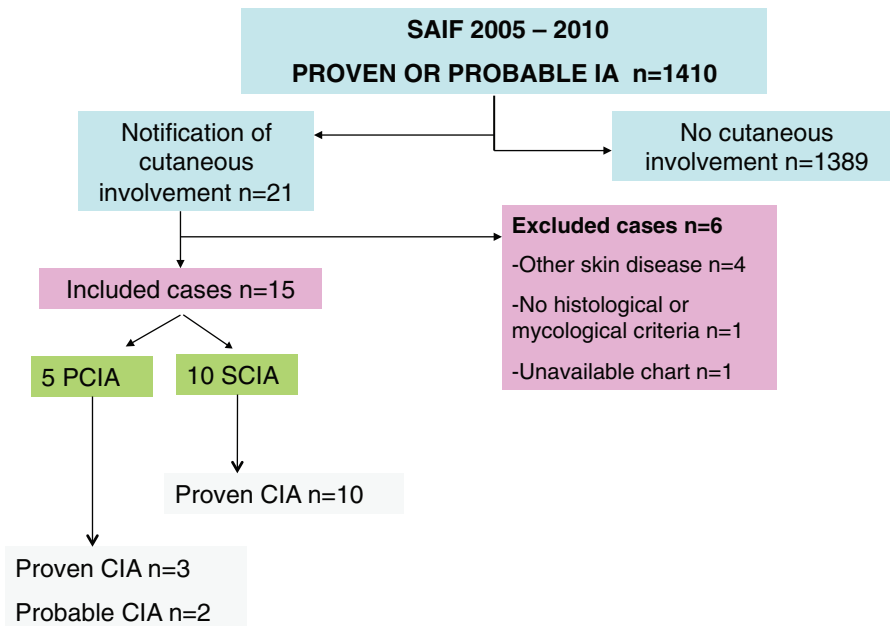 SAIF 2005 – 2010
PROVEN OR PROBABLE IA n=1410
Notification of
cutaneous
involvement n=21
No cutaneous
involvement n=1389
Excluded cases n=6
-Other skin disease n=4
-No histological or
mycological criteria n=1
-Unavailable chart n=1
Included cases n=15
5 PCIA
10 SCIA
Proven CIA n=10
Proven CIA n=3
Probable CIA n=2